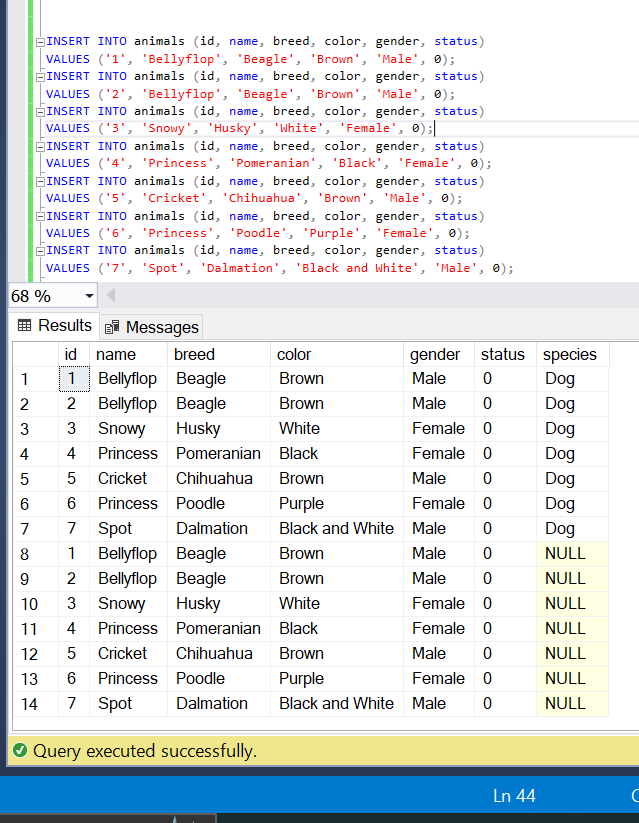 INSERT INTO animals (id, name, breed, color, gender, status)
VALUES ('1', 'Bellyflop', 'Beagle', 'Brown', 'Male', 0);
INSERT INTO animals (id, name, breed, color, gender, status)
VALUES ('2', 'Bellyflop', 'Beagle', 'Brown', 'Male', 0);
INSERT INTO animals (id, name, breed, color, gender, status)
VALUES ('3', 'Snowy', 'Husky', 'White', 'Female', 0);
INSERT INTO animals (id, name, breed, color, gender, status)
VALUES ('4', 'Princess', 'Pomeranian', 'Black', 'Female', 0);
INSERT INTO animals (id, name, breed, color, gender, status)
VALUES ('5', 'Cricket', 'Chihuahua', 'Brown', 'Male', 0);
INSERT INTO animals (id, name, breed, color, gender, status)
VALUES ('6', 'Princess', 'Poodle', 'Purple', 'Female', 0);
INSERT INTO animals (id, name, breed, color, gender, status)
VALUES ('7', 'Spot', 'Dalmation', 'Black and White', 'Male', 0);
68 %
Results Messages
id name breed color gender status species
1 1 Bellyflop Beagle Brown Male 0 Dog
2 2 Bellyflop Beagle Brown Male 0 Dog
3 3 Snowy Husky White Female 0 Dog
4 4 Princess Pomeranian Black Female 0 Dog
5 5 Cricket Chihuahua Brown Male 0 Dog
6 6 Princess Poodle Purple Female 0 Dog
7 7 Spot Dalmation Black and White Male 0 Dog
8 1 Bellyflop Beagle Brown Male 0 NULL
9 2 Bellyflop Beagle Brown Male 0 NULL
10 3 Snowy Husky White Female 0 NULL
11 4 Princess Pomeranian Black Female 0 NULL
12 5 Cricket Chihuahua Brown Male 0 NULL
13 6 Princess Poodle Purple Female 0 NULL
14 7 Spot Dalmation Black and White Male 0 NULL
Query executed successfully.
Ln 44